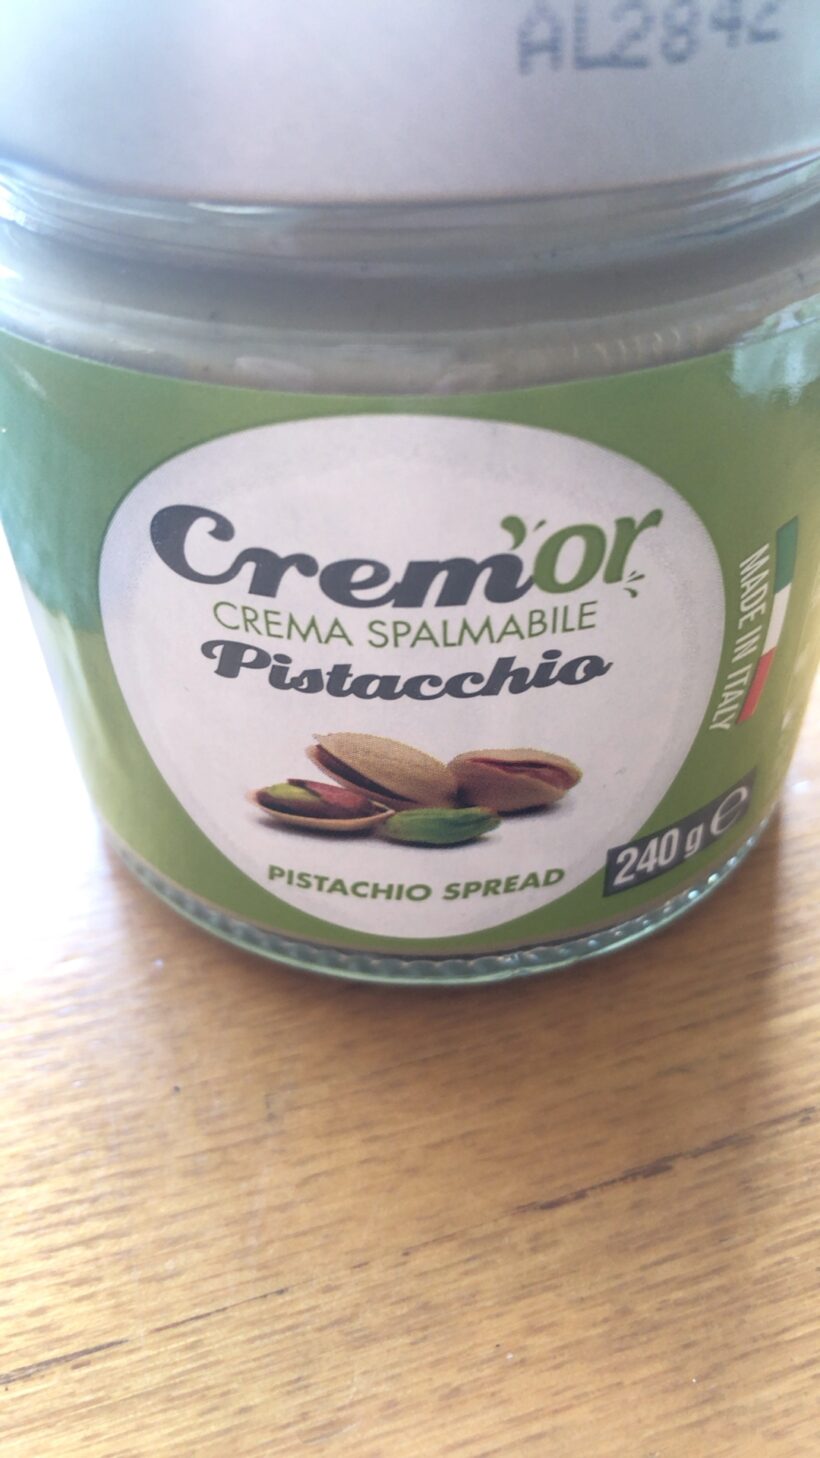 AL2842
Crem'or
CREMA SPALMABILE
Pistacchio
PISTACHIO SPREAD
MADE IN ITALY
240 g ℮